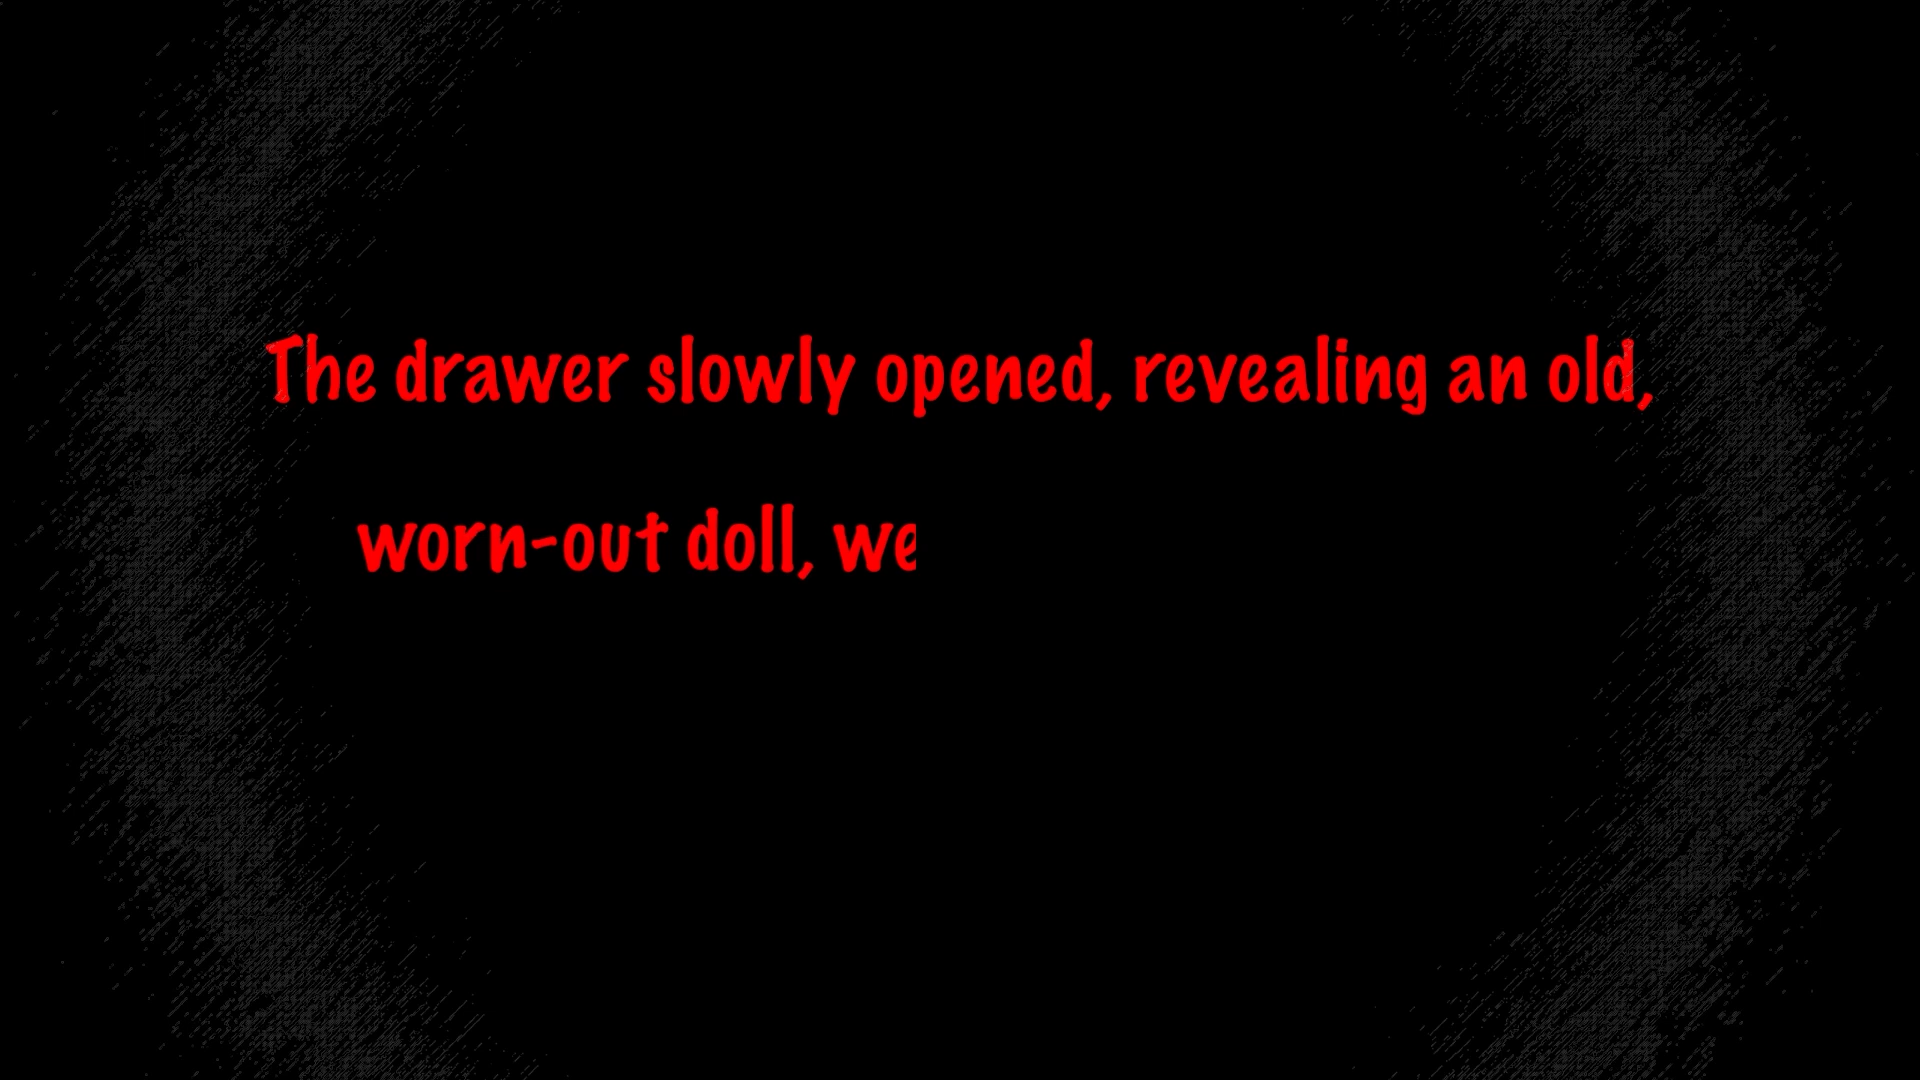 The drawer slowly opened, revealing an old,
worn-out doll, we